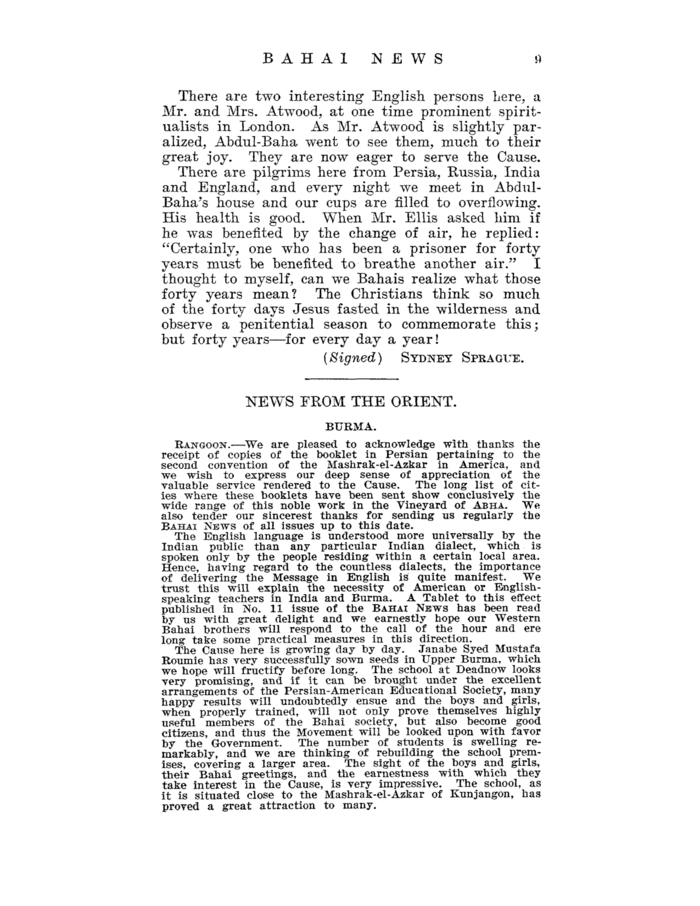 BAHAI NEWS 9
There are two interesting English persons here, a
Mr. and Mrs. Atwood, at one time prominent spirit-
ualists in London. As Mr. Atwood is slightly par-
alized, Abdul-Baha went to see them, much to their
great joy. They are now eager to serve the Cause.
There are pilgrims here from Persia, Russia, India
and England, and every night we meet in Abdul-
Baha's house and our cups are filled to overflowing.
His health is good. When Mr. Ellis asked him if
he was benefited by the change of air, he replied:
“Certainly, one who has been a prisoner for forty
years must be benefited to breathe another air.” I
thought to myself, can we Bahais realize what those
forty years mean? The Christians think so much
of the forty days Jesus fasted in the wilderness and
observe a penitential season to commemorate this;
but forty years—for every day a year!
(Signed) SYDNEY SPRAGUE.
NEWS FROM THE ORIENT.
BURMA.
RANGOON.—We are pleased to acknowledge with thanks the
receipt of copies of the booklet in Persian pertaining to the
second convention of the Mashrak-el-Azkar in America, and
we wish to express our deep sense of appreciation of the
valuable service rendered to the Cause. The long list of cit-
ies where these booklets have been sent show conclusively the
wide range of this noble work in the Vineyard of ABHA. We
also tender our sincerest thanks for sending us regularly the
BAHAI NEWS of all issues up to this date.
The English language is understood more universally by the
Indian public than any particular Indian dialect, which is
spoken only by the people residing within a certain local area.
Hence, having regard to the countless dialects, the importance
of delivering the Message in English is quite manifest. We
trust this will explain the necessity of American or English-
speaking teachers in India and Burma. A Tablet to this effect
published in No. 11 issue of the BAHAI NEWS has been read
by us with great delight and we earnestly hope our Western
Bahai brothers will respond to the call of the hour and ere
long take some practical measures in this direction.
The Cause here is growing day by day. Janabe Syed Mustafa
Roumie has very successfully sown seeds in Upper Burma, which
we hope will fructify before long. The school at Deadnow looks
very promising, and if it can be brought under the excellent
arrangements of the Persian-American Educational Society, many
happy results will undoubtedly ensue and the boys and girls,
when properly trained, will not only prove themselves highly
useful members of the Bahai society, but also become good
citizens, and thus the Movement will be looked upon with favor
by the Government. The number of students is swelling re-
markably, and we are thinking of rebuilding the school prem-
ises, covering a larger area. The sight of the boys and girls,
their Bahai greetings, and the earnestness with which they
take interest in the Cause, is very impressive. The school, as
it is situated close to the Mashrak-el-Azkar of Kunjangon, has
proved a great attraction to many.